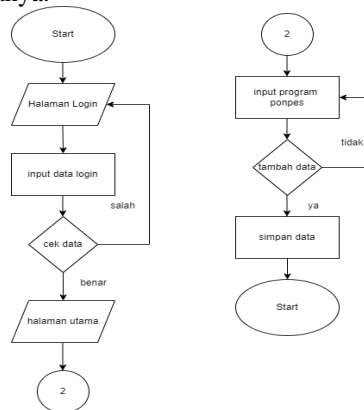 Start
Halaman Login
input data login
salah
cek data
benar
halaman utama
2
2
input program
ponpes
tidak
tambah data
ya
simpan data
Start